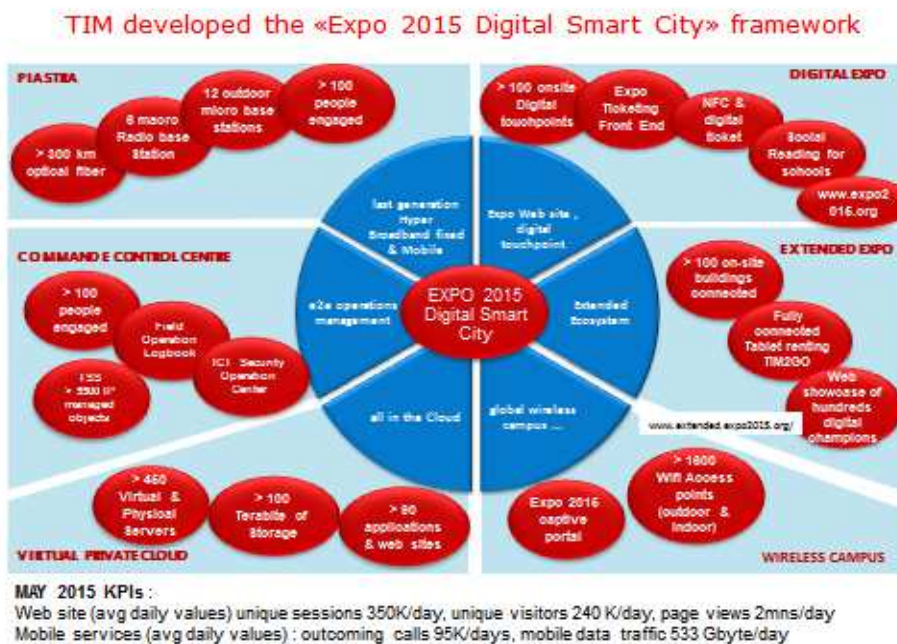 TIM developed the «Expo 2015 Digital Smart City» framework
PIASTRA
> 300 km
optical fiber
6 macro
Radio base
Station
12 outdoor
micro base
stations
> 100
people
engaged
DIGITAL EXPO
> 100 onsite
Digital
touchpoints
Expo
Ticketing
Front End
NFC &
digital
ticket
Social
Reading for
schools
www.expo2
015.org
last generation
Hyper
Broadband fixed
& Mobile
Expo Web site ,
digital
touchpoint
COMMAND E CONTROL CENTRE
> 100
people
engaged
Field
Operation
Logbook
ICT Security
Operation
Center
managed
objects
e2e operations
management
EXPO 2015
Digital Smart
City
Extended
Ecosystem
EXTENDED EXPO
> 100 on-site
buildings
connected
Fully
connected
Tablet renting
TIM2GO
Web
showcase of
hundreds
digital
champions
www.extended.expo2015.org/
all in the Cloud
global wireless
campus ...
VIRTUAL PRIVATE CLOUD
> 450
Virtual &
Physical
Servers
> 100
Terabite of
Storage
> 90
applications
& web sites
Expo 2015
captive
portal
> 1600
Wifi Access
points
(outdoor &
Indoor)
WIRELESS CAMPUS
MAY 2015 KPIs :
Web site (avg daily values) unique sessions 350K/day, unique visitors 240 K/day, page views 2mns/day
Mobile services (avg daily values) : outcoming calls 95K/days, mobile data traffic 533 Gbyte/day